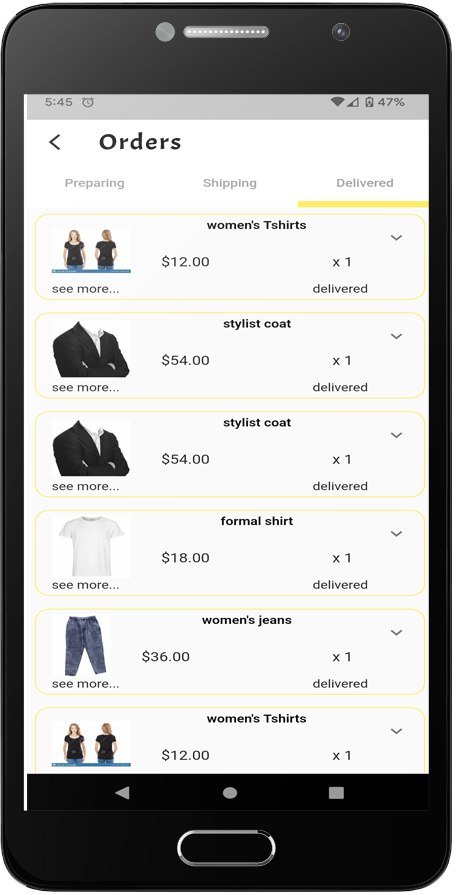 5:45 47%
Orders
Preparing Shipping Delivered
women's Tshirts
$12.00 x 1
see more... delivered
stylist coat
$54.00 x 1
see more... delivered
stylist coat
$54.00 x 1
see more... delivered
formal shirt
$18.00 x 1
see more... delivered
women's jeans
$36.00 x 1
see more... delivered
women's Tshirts
$12.00 x 1